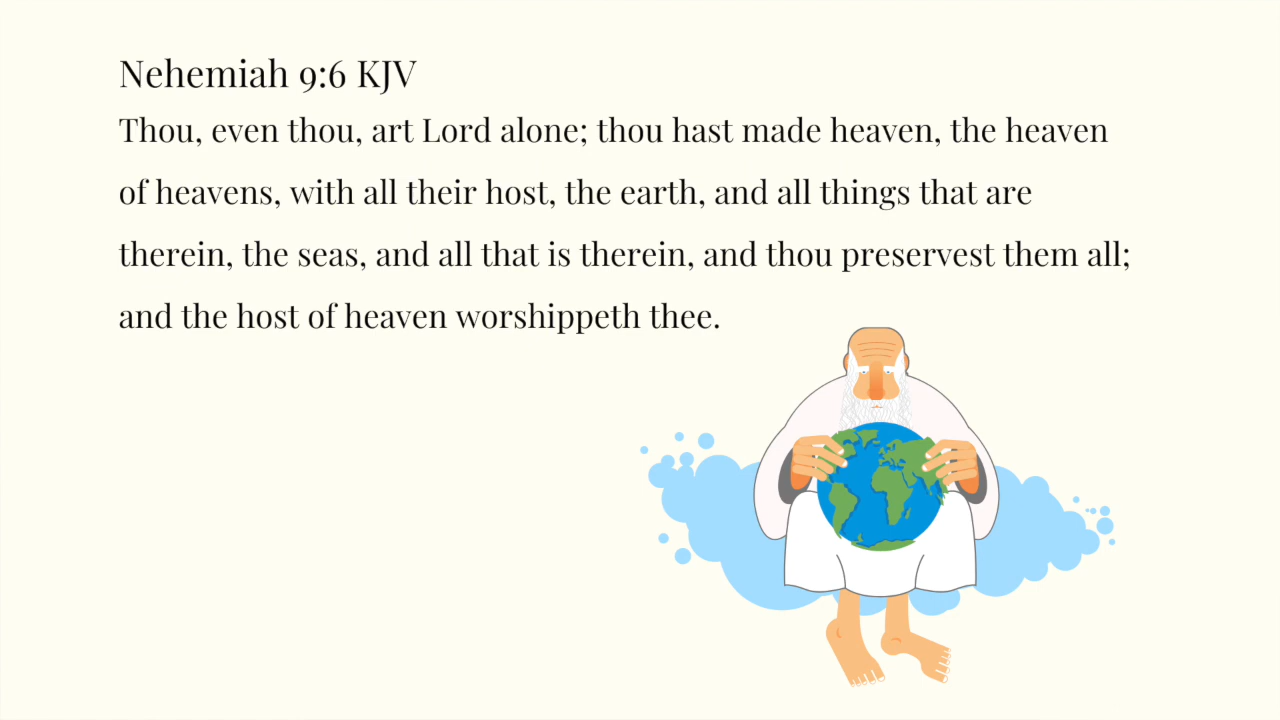 Nehemiah 9:6 KJV
Thou, even thou, art Lord alone; thou hast made heaven, the heaven
of heavens, with all their host, the earth, and all things that are
therein, the seas, and all that is therein, and thou preservest them all;
and the host of heaven worshippeth thee.